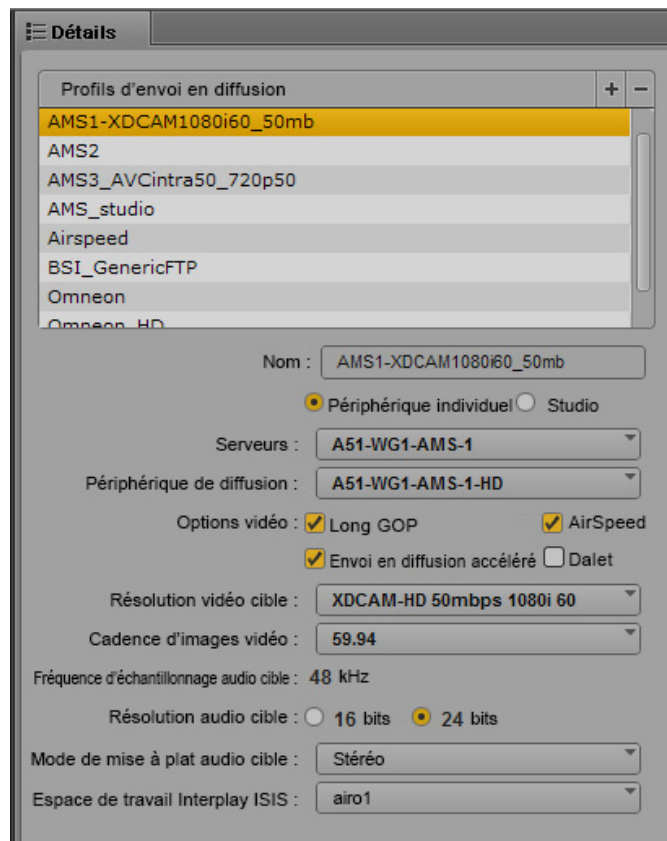 Détails
Profils d'envoi en diffusion + −
AMS1-XDCAM1080i60_50mb
AMS2
AMS3_AVCintra50_720p50
AMS_studio
Airspeed
BSI_GenericFTP
Omneon
Omneon_HD
Nom : AMS1-XDCAM1080i60_50mb
Périphérique individuel Studio
Serveurs : A51-WG1-AMS-1
Périphérique de diffusion : A51-WG1-AMS-1-HD
Options vidéo : Long GOP AirSpeed
Envoi en diffusion accéléré Dalet
Résolution vidéo cible : XDCAM-HD 50mbps 1080i 60
Cadence d'images vidéo : 59.94
Fréquence d'échantillonnage audio cible : 48 kHz
Résolution audio cible : 16 bits 24 bits
Mode de mise à plat audio cible : Stéréo
Espace de travail Interplay ISIS : airo1